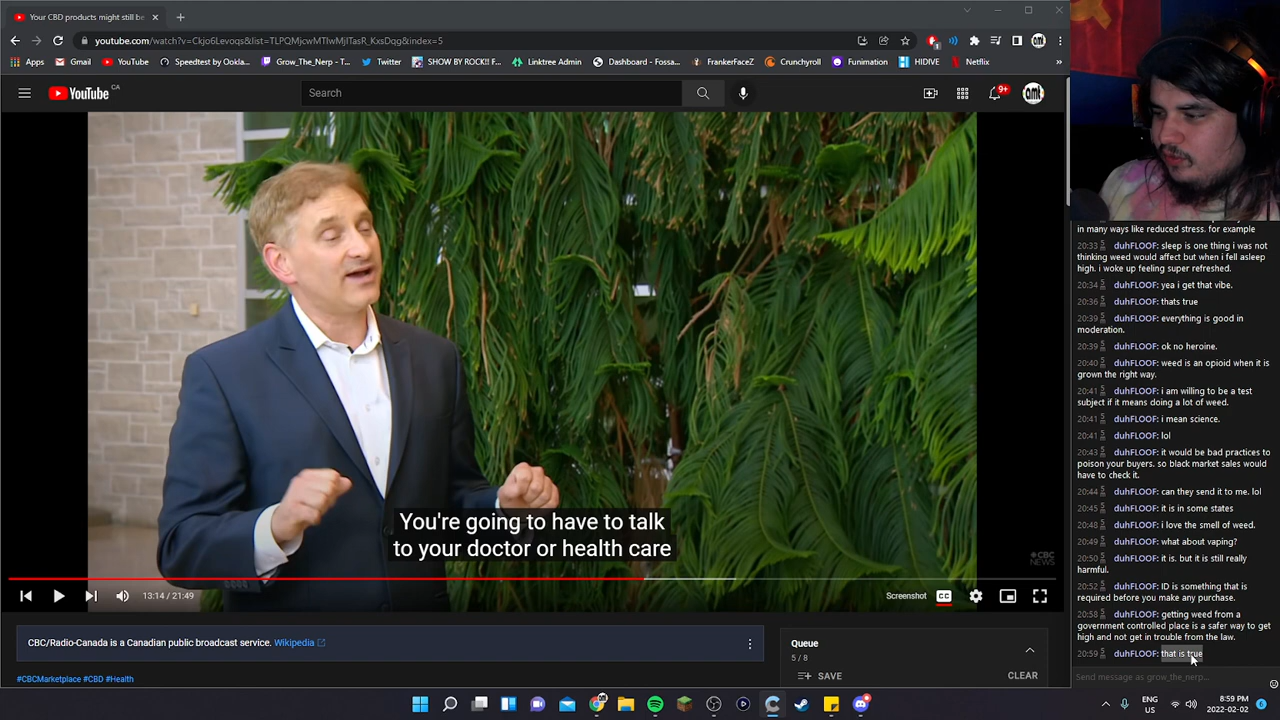 Your CBD products might still be
youtube.com/watch?v=Ckjo6Levoqs&list=TLPQMjcwMTIwMjITasR_KxsDqg&index=5
Apps Gmail YouTube Speedtest by Ookla... Grow_The_Nerp - T... Twitter SHOW BY ROCK!! F... Linktree Admin Dashboard - Fossa... FrankerFaceZ Crunchyroll Funimation HIDIVE Netflix »
YouTube CA
Search
9+
amt
in many ways like reduced stress. for example
20:33 duhFLOOF: sleep is one thing i was not
thinking weed would affect but when i fell asleep
high. i woke up feeling super refreshed.
20:34 duhFLOOF: yea i get that vibe.
20:36 duhFLOOF: thats true
20:39 duhFLOOF: everything is good in
moderation.
20:39 duhFLOOF: ok no heroine.
20:40 duhFLOOF: weed is an opioid when it is
grown the right way.
20:41 duhFLOOF: i am willing to be a test
subject if it means doing a lot of weed.
20:41 duhFLOOF: i mean science.
20:41 duhFLOOF: lol
20:43 duhFLOOF: it would be bad practices to
poison your buyers. so black market sales would
have to check it.
20:44 duhFLOOF: can they send it to me. lol
20:45 duhFLOOF: it is in some states
20:48 duhFLOOF: i love the smell of weed.
20:49 duhFLOOF: what about vaping?
20:50 duhFLOOF: it is. but it is still really
harmful.
20:52 duhFLOOF: ID is something that is
required before you make any purchase.
20:58 duhFLOOF: getting weed from a
government controlled place is a safer way to get
high and not get in trouble from the law.
20:59 duhFLOOF: that is true
Send message as grow_the_nerp...
You're going to have to talk
to your doctor or health care
CBC
NEWS
13:14 / 21:49
Screenshot
CC
CBC/Radio-Canada is a Canadian public broadcast service. Wikipedia
Queue
5 / 8
SAVE
CLEAR
#CBCMarketplace #CBD #Health
ENG
US
8:59 PM
2022-02-02
6